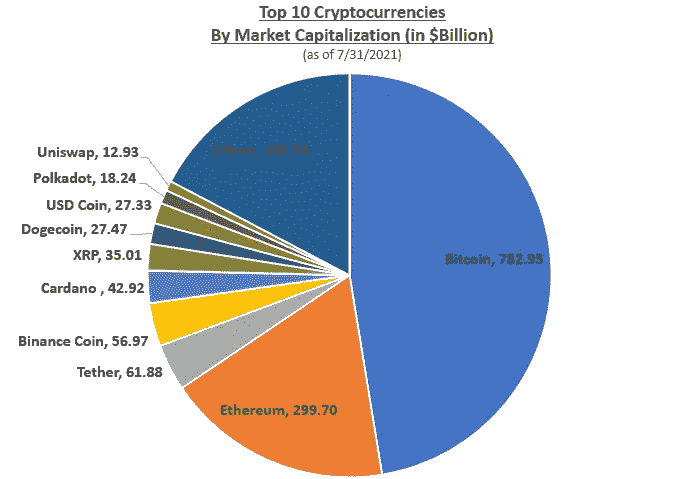 Top 10 Cryptocurrencies
By Market Capitalization (in $Billion)
(as of 7/31/2021)
Uniswap, 12.93
Polkadot, 18.24
USD Coin, 27.33
Dogecoin, 27.47
XRP, 35.01
Cardano , 42.92
Binance Coin, 56.97
Tether, 61.88
Ethereum, 299.70
Bitcoin, 782.95